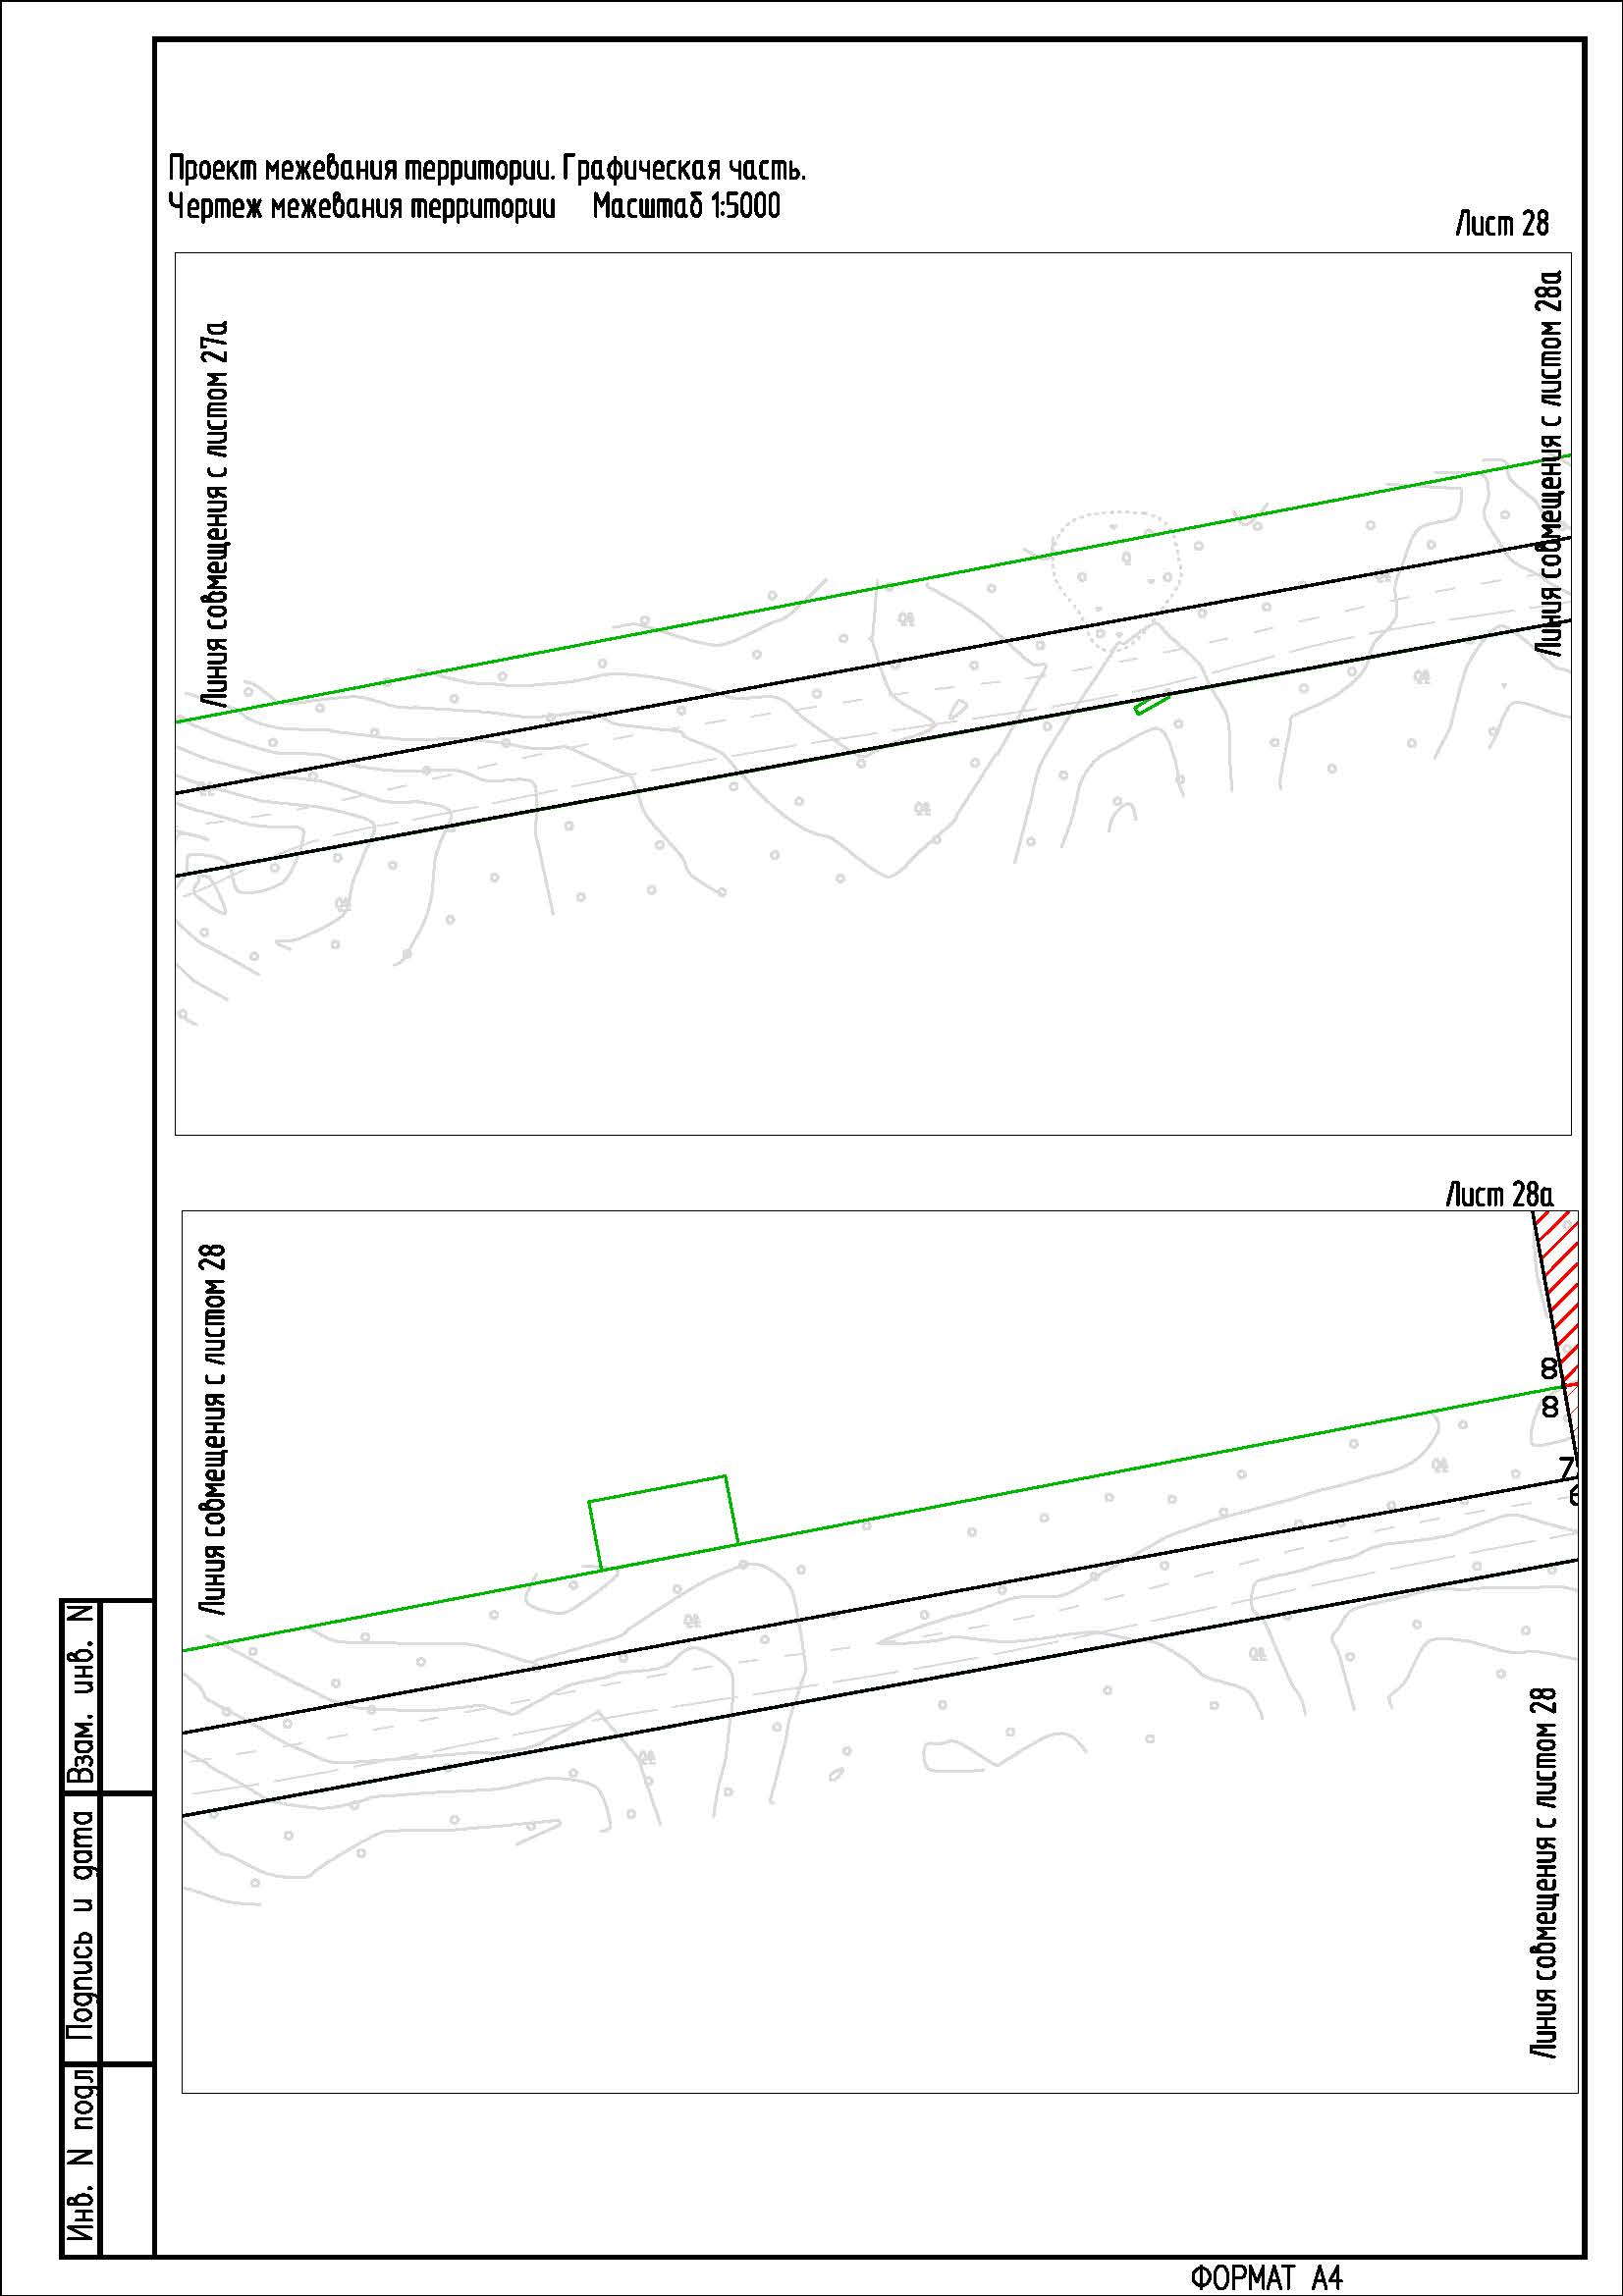 Проект межевания территории. Графическая часть.
Чертеж межевания территории Масштаб 1:5000
Лист 28
Линия совмещения с листом 27а
Линия совмещения с листом 28а
Лист 28а
Линия совмещения с листом 28
8
8
7
6
Линия совмещения с листом 28
Взам. инв. N
Подпись и дата
Инв. N подл
ФОРМАТ А4